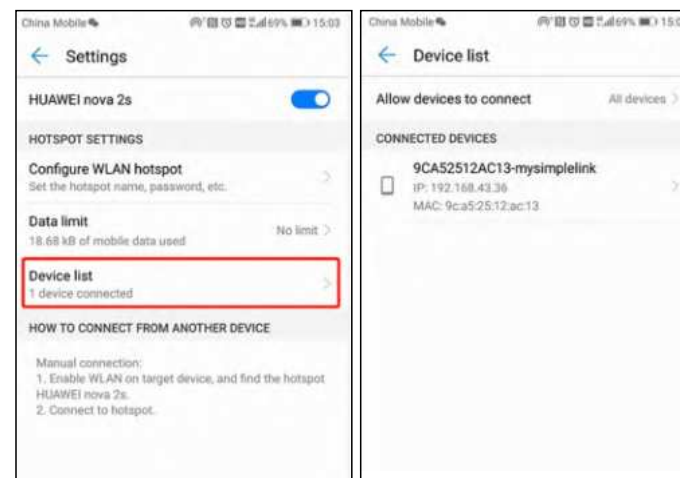 China Mobile
69%
15:03
Settings
HUAWEI nova 2s
HOTSPOT SETTINGS
Configure WLAN hotspot
Set the hotspot name, password, etc.
Data limit
18.68 kB of mobile data used
No limit
Device list
1 device connected
HOW TO CONNECT FROM ANOTHER DEVICE
Manual connection:
1. Enable WLAN on target device, and find the hotspot
HUAWEI nova 2s.
2. Connect to hotspot.
China Mobile
69%
15:0
Device list
Allow devices to connect
All devices
CONNECTED DEVICES
9CA52512AC13-mysimplelink
IP: 192.168.43.36
MAC: 9c:a5:25:12:ac:13